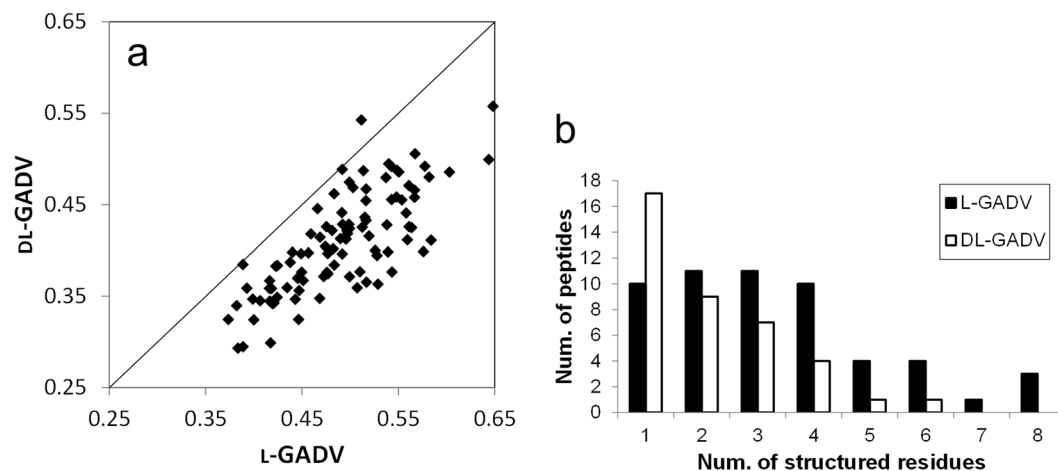 a
0.65
0.55
0.45
0.35
0.25
DL-GADV
0.25 0.35 0.45 0.55 0.65
L-GADV
b
18
16
14
12
10
8
6
4
2
0
Num. of peptides
L-GADV
DL-GADV
1 2 3 4 5 6 7 8
Num. of structured residues